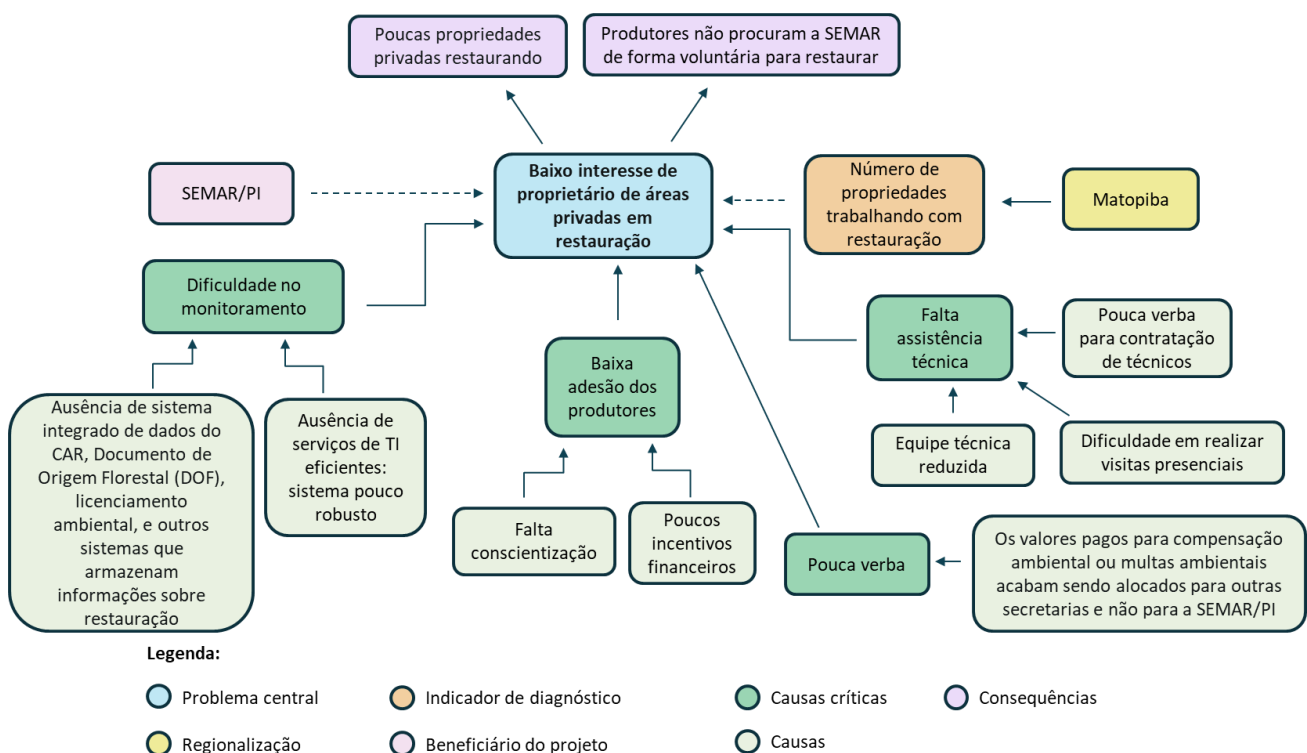 Poucas propriedades
privadas restaurando
Produtores não procuram a SEMAR
de forma voluntária para restaurar
SEMAR/PI
Baixo interesse de
proprietário de áreas
privadas em
restauração
Número de
propriedades
trabalhando com
restauração
Matopiba
Dificuldade no
monitoramento
Falta
assistência
técnica
Pouca verba
para contratação
de técnicos
Baixa
adesão dos
produtores
Ausência de sistema
integrado de dados do
CAR, Documento de
Origem Florestal (DOF),
licenciamento
ambiental, e outros
sistemas que
armazenam
informações sobre
restauração
Ausência de
serviços de TI
eficientes:
sistema pouco
robusto
Equipe técnica
reduzida
Dificuldade em realizar
visitas presenciais
Falta
conscientização
Poucos
incentivos
financeiros
Pouca verba
Os valores pagos para compensação
ambiental ou multas ambientais
acabam sendo alocados para outras
secretarias e não para a SEMAR/PI
Legenda:
Problema central
Indicador de diagnóstico
Causas críticas
Consequências
Regionalização
Beneficiário do projeto
Causas